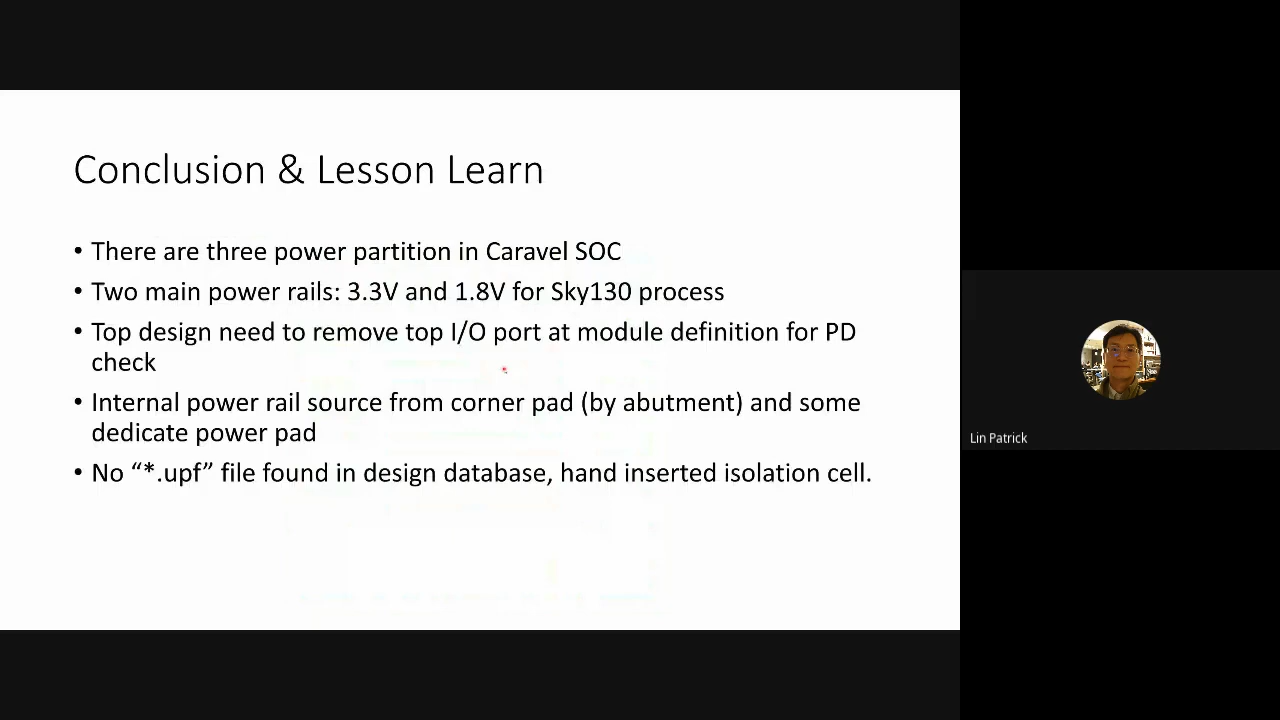 Conclusion & Lesson Learn
• There are three power partition in Caravel SOC
• Two main power rails: 3.3V and 1.8V for Sky130 process
• Top design need to remove top I/O port at module definition for PD
check
• Internal power rail source from corner pad (by abutment) and some
dedicate power pad
• No “*.upf” file found in design database, hand inserted isolation cell.
Lin Patrick